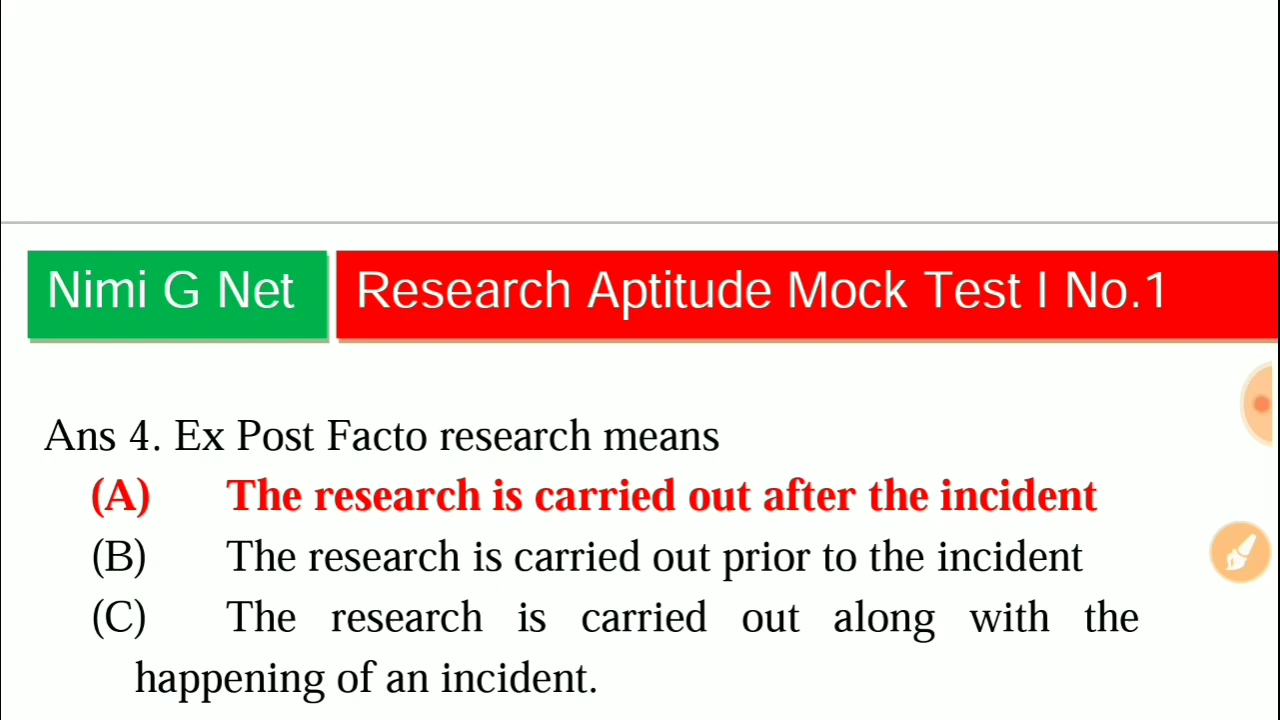 Nimi G Net
Research Aptitude Mock Test I No.1
Ans 4. Ex Post Facto research means
(A) The research is carried out after the incident
(B) The research is carried out prior to the incident
(C) The research is carried out along with the
happening of an incident.